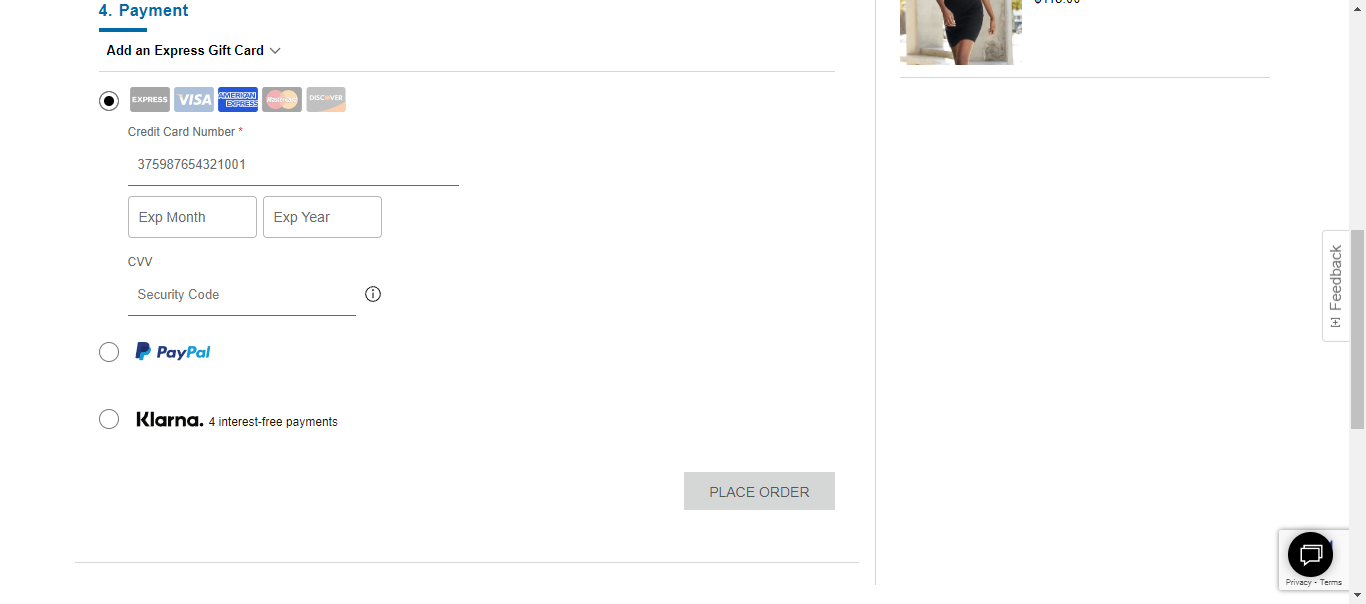 4. Payment
Add an Express Gift Card
EXPRESS VISA AMERICAN EXPRESS MasterCard DISCOVER
Credit Card Number *
375987654321001
Exp Month Exp Year
CVV
Security Code
PayPal
Klarna. 4 interest-free payments
PLACE ORDER
[+] Feedback
Privacy - Terms